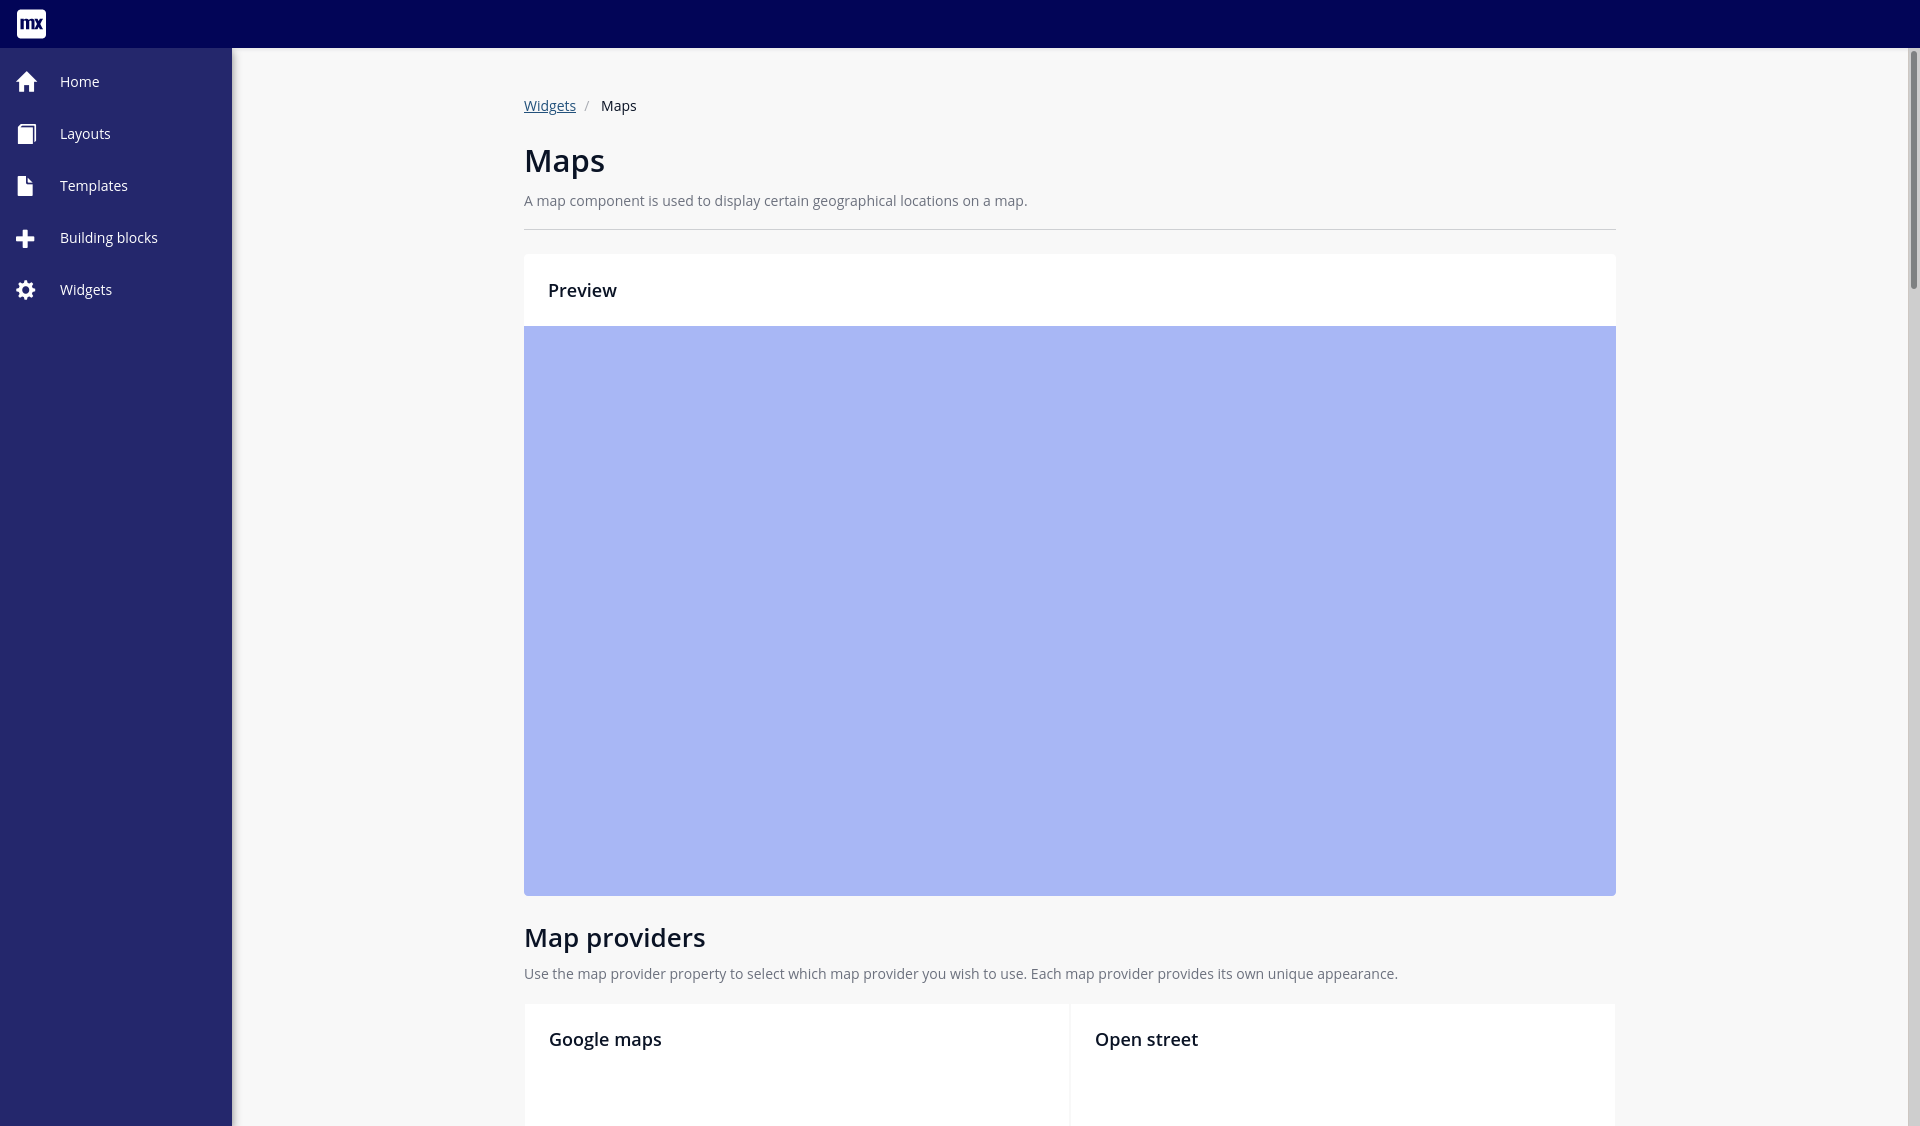 mx
Home
Layouts
Templates
Building blocks
Widgets
Widgets / Maps
Maps
A map component is used to display certain geographical locations on a map.
Preview
Map providers
Use the map provider property to select which map provider you wish to use. Each map provider provides its own unique appearance.
Google maps
Open street